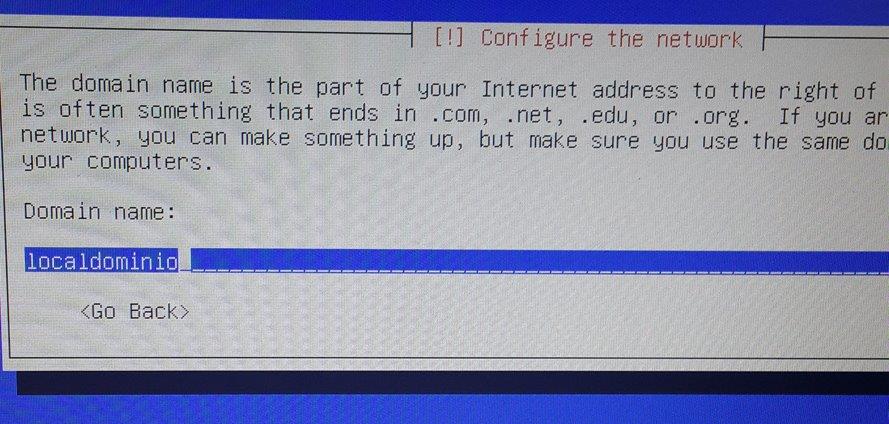 [!] Configure the network
The domain name is the part of your Internet address to the right of
is often something that ends in .com, .net, .edu, or .org. If you ar
network, you can make something up, but make sure you use the same do
your computers.
Domain name:
localdominio
<Go Back>